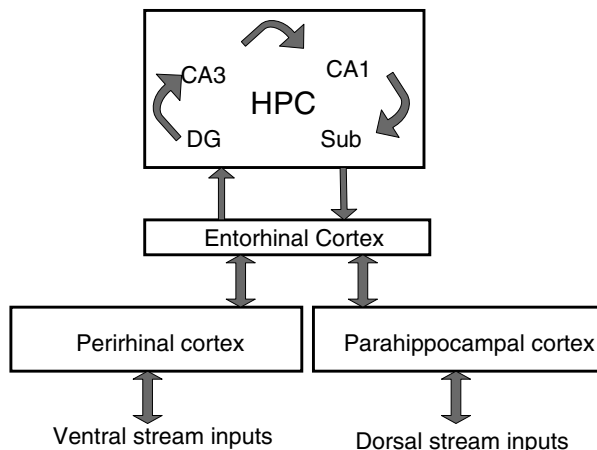 CA3 CA1
HPC
DG Sub
Entorhinal Cortex
Perirhinal cortex Parahippocampal cortex
Ventral stream inputs Dorsal stream inputs